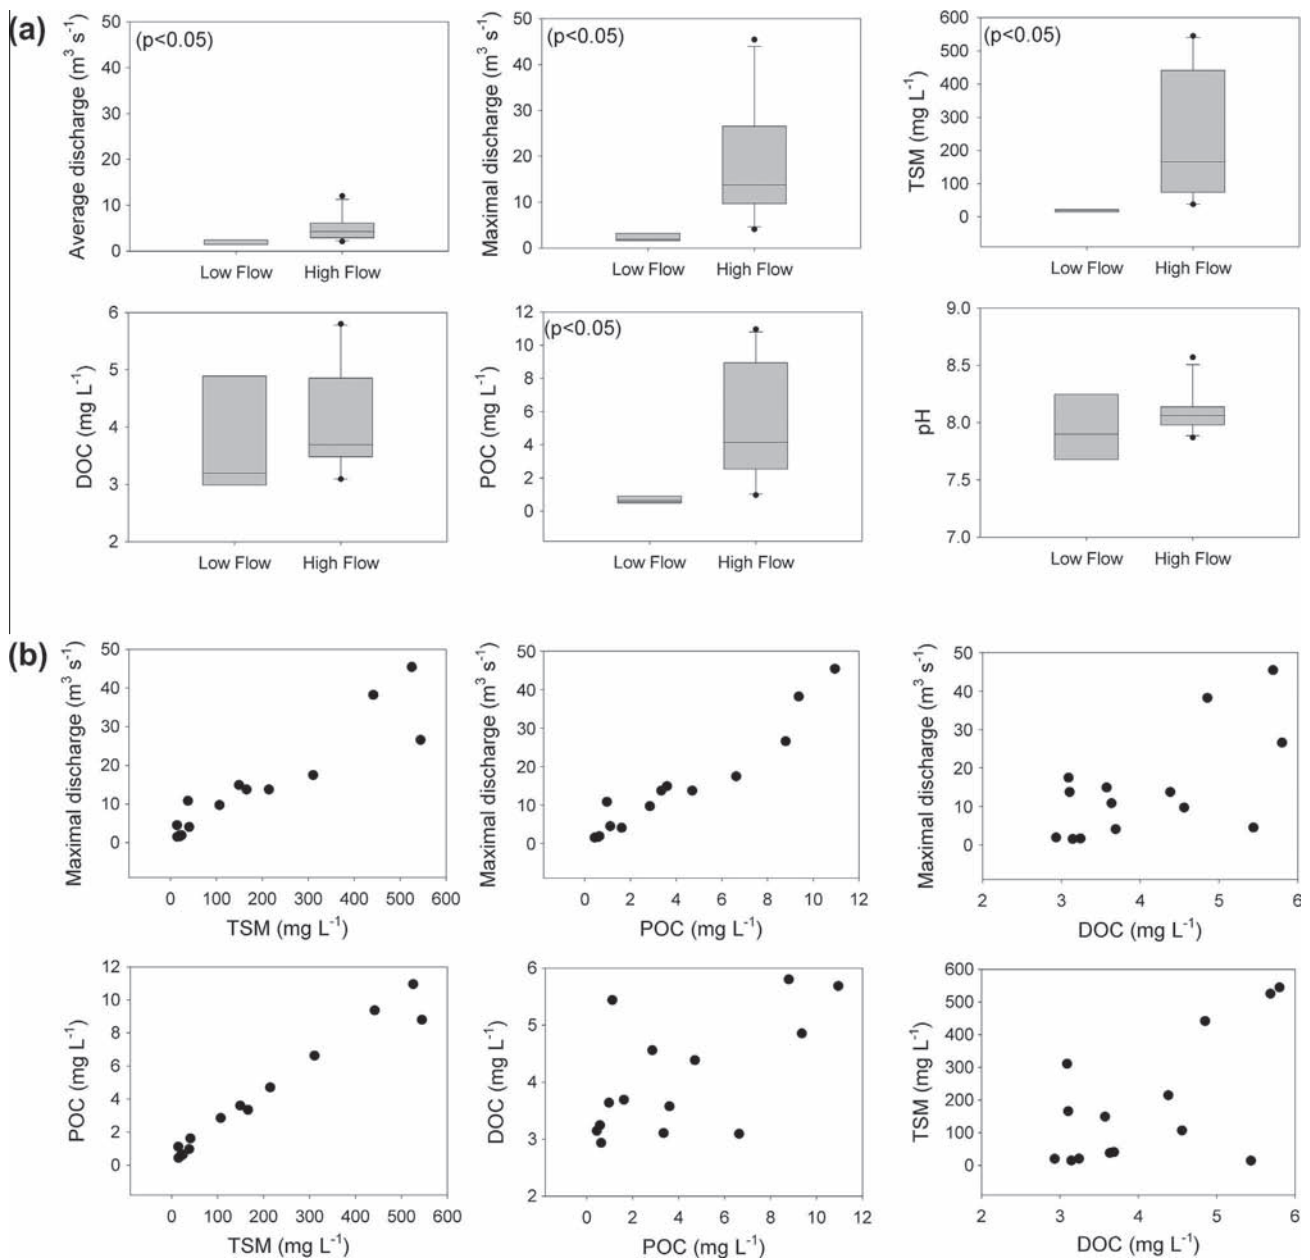 (a)
Average discharge (m³ s⁻¹)
50
40
30
20
10
0
(p<0.05)
Low Flow High Flow
Maximal discharge (m³ s⁻¹)
50
40
30
20
10
0
(p<0.05)
Low Flow High Flow
TSM (mg L⁻¹)
600
500
400
300
200
100
0
(p<0.05)
Low Flow High Flow
DOC (mg L⁻¹)
6
5
4
3
2
Low Flow High Flow
POC (mg L⁻¹)
12
10
8
6
4
2
0
(p<0.05)
Low Flow High Flow
pH
9.0
8.5
8.0
7.5
7.0
Low Flow High Flow
(b)
Maximal discharge (m³ s⁻¹)
50
40
30
20
10
0
0 100 200 300 400 500 600
TSM (mg L⁻¹)
Maximal discharge (m³ s⁻¹)
50
40
30
20
10
0
0 2 4 6 8 10 12
POC (mg L⁻¹)
Maximal discharge (m³ s⁻¹)
50
40
30
20
10
0
2 3 4 5 6
DOC (mg L⁻¹)
POC (mg L⁻¹)
12
10
8
6
4
2
0
0 100 200 300 400 500 600
TSM (mg L⁻¹)
DOC (mg L⁻¹)
6
5
4
3
2
0 2 4 6 8 10 12
POC (mg L⁻¹)
TSM (mg L⁻¹)
600
500
400
300
200
100
0
2 3 4 5 6
DOC (mg L⁻¹)